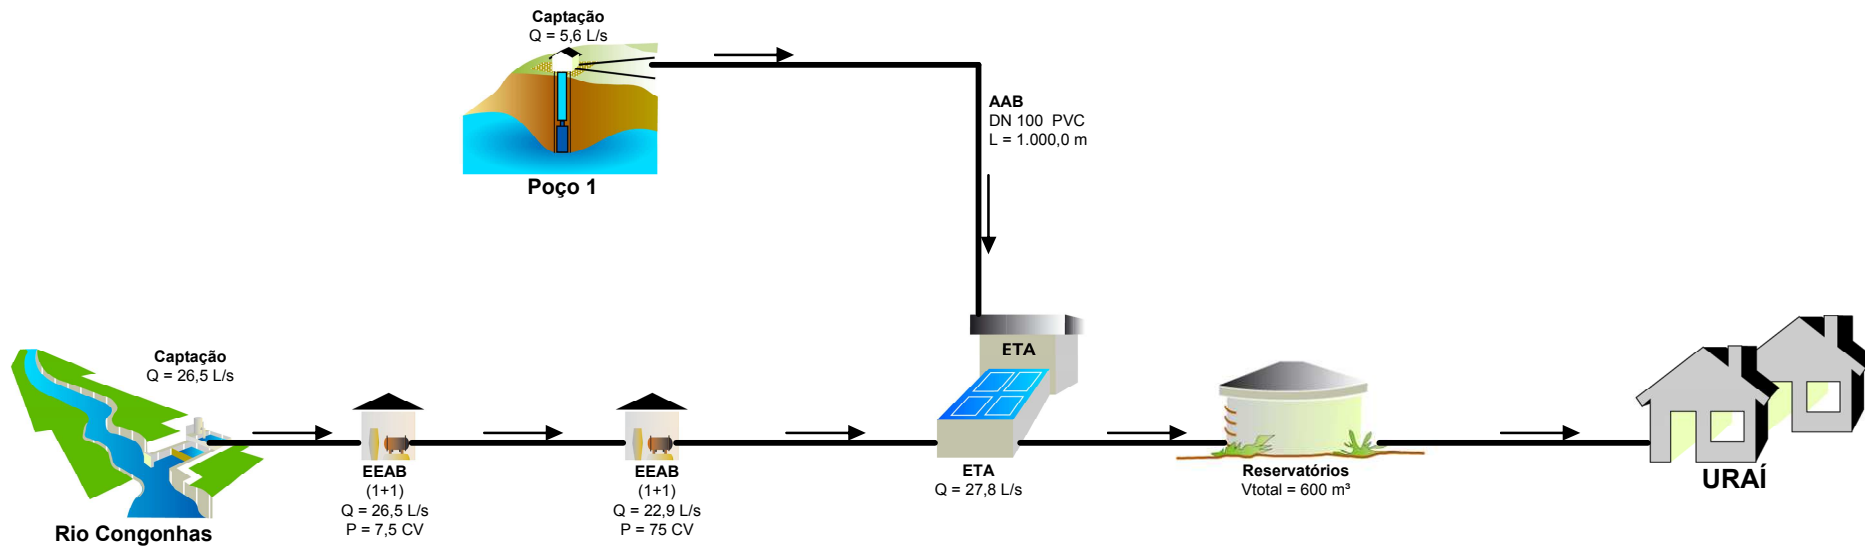 Captação
Q = 5,6 L/s
Poço 1
AAB
DN 100 PVC
L = 1.000,0 m
Captação
Q = 26,5 L/s
Rio Congonhas
EEAB
(1+1)
Q = 26,5 L/s
P = 7,5 CV
EEAB
(1+1)
Q = 22,9 L/s
P = 75 CV
ETA
ETA
Q = 27,8 L/s
Reservatórios
Vtotal = 600 m³
URAÍ